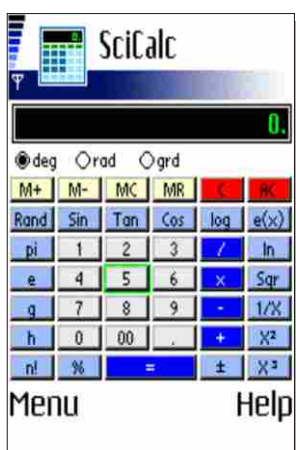 SciCalc
0.
deg rad grd
M+ M- MC MR C AC
Rand Sin Tan Cos log e(x)
pi 1 2 3 / ln
e 4 5 6 x Sqr
g 7 8 9 - 1/X
h 0 00 . + X²
n! % = ± X³
Menu Help